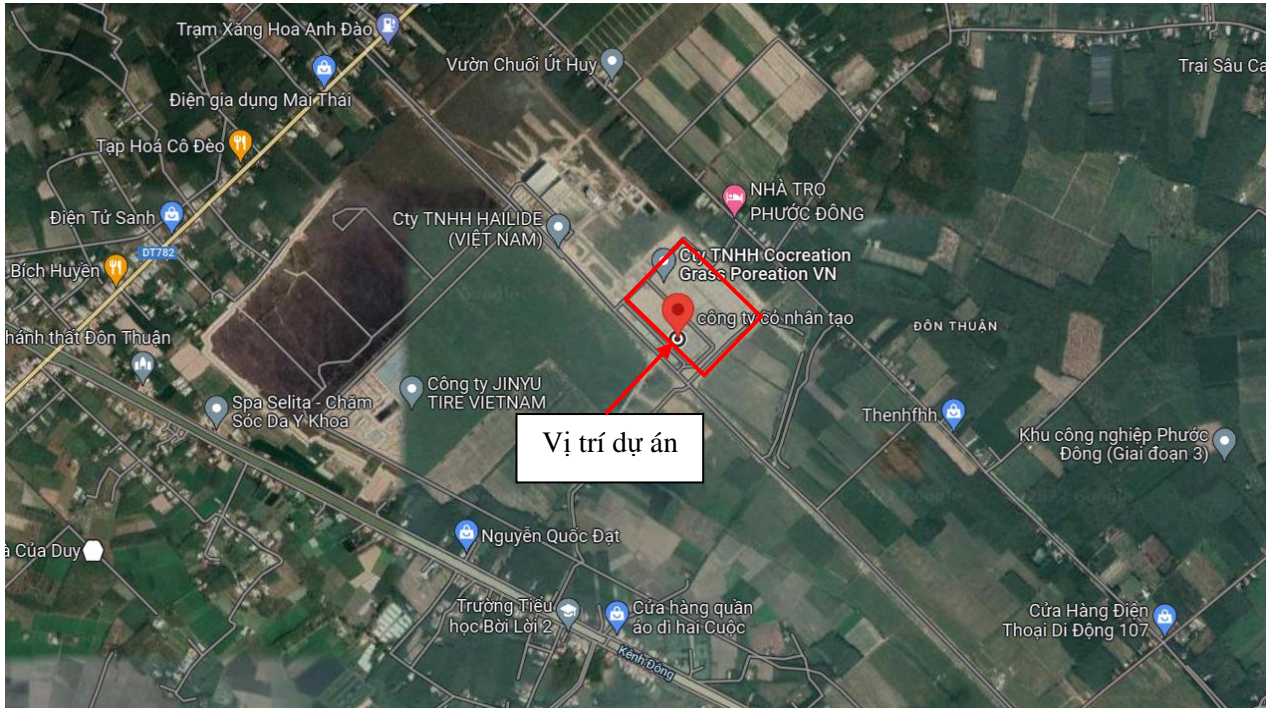 Trạm Xăng Hoa Anh Đào
Vườn Chuối Út Huy
Trại Sâu Ca
Điện gia dụng Mai Thái
Tạp Hoá Cô Đèo
NHÀ TRỌ
PHƯỚC ĐÔNG
Điện Tử Sanh
Cty TNHH HAILIDE
(VIỆT NAM)
DT782
Cty TNHH Cocreation
Grass Poreation VN
Bích Huyền
công ty cỏ nhân tạo
ĐÔN THUẬN
hánh thất Đôn Thuận
Công ty JINYU
TIRE VIETNAM
Spa Selita - Chăm
Sóc Da Y Khoa
Thenhfhh
Vị trí dự án
Khu công nghiệp Phước
Đông (Giai đoạn 3)
Nguyễn Quốc Đạt
à Của Duy
Trường Tiểu
học Bời Lời 2
Cửa hàng quần
áo dì hai Cuộc
Cửa Hàng Điện
Thoại Di Động 107
Kênh Đông